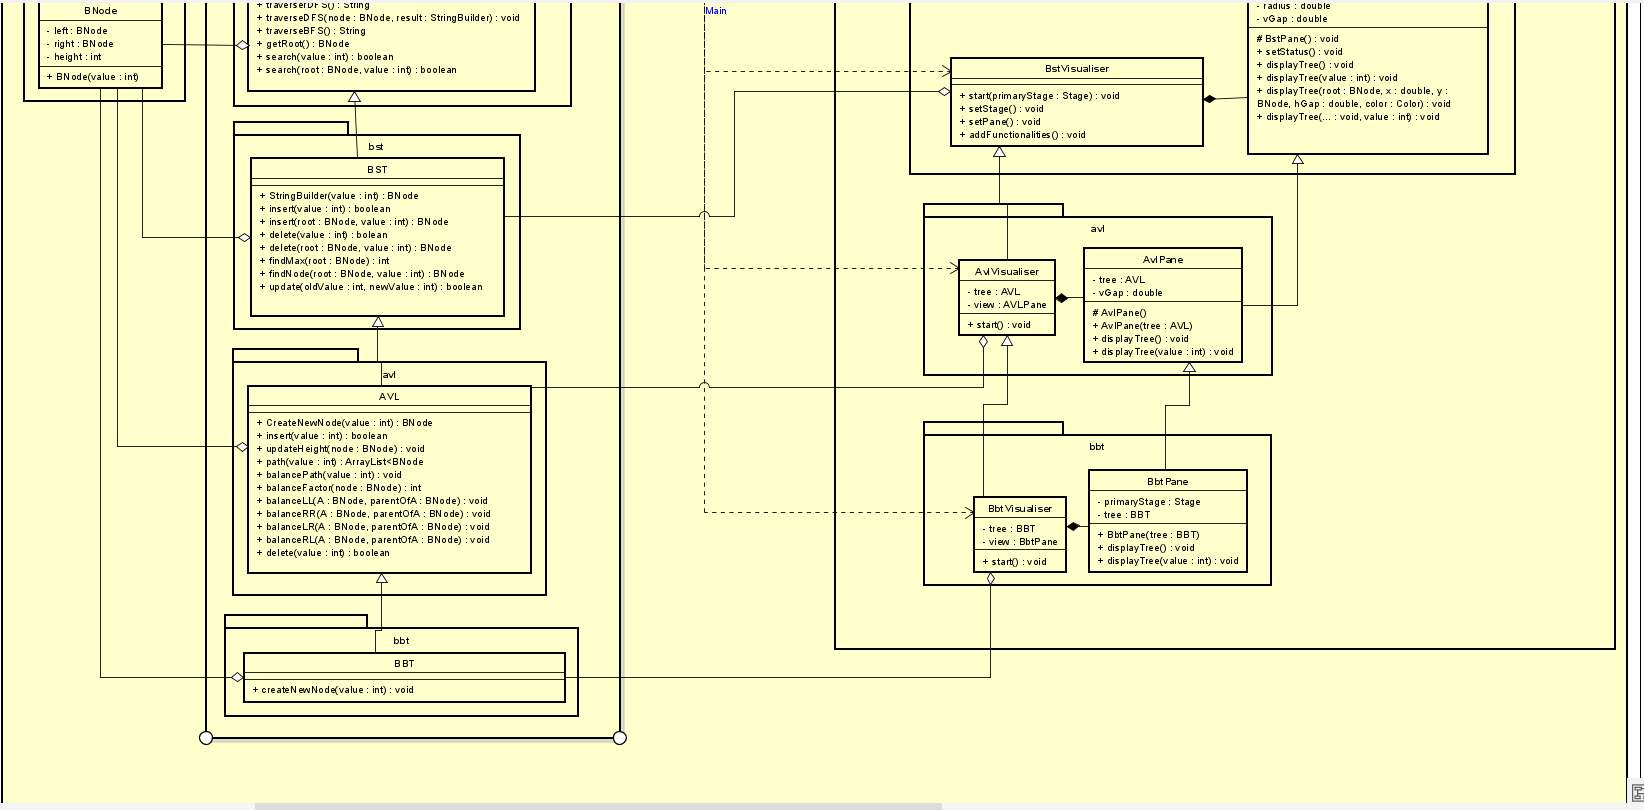 BNode
- left : BNode
- right : BNode
- height : int
+ BNode(value : int)
+ traverserDFS() : String
+ traverseDFS(node : BNode, result : StringBuilder) : void
+ traverseBFS() : String
+ getRoot() : BNode
+ search(value : int) : boolean
+ search(root : BNode, value : int) : boolean
bst
BST
+ StringBuilder(value : int) : BNode
+ insert(value : int) : boolean
+ insert(root : BNode, value : int) : BNode
+ delete(value : int) : bolean
+ delete(root : BNode, value : int) : BNode
+ findMax(root : BNode) : int
+ findNode(root : BNode, value : int) : BNode
+ update(oldValue : int, newValue : int) : boolean
avl
AVL
+ CreateNewNode(value : int) : BNode
+ insert(value : int) : boolean
+ updateHeight(node : BNode) : void
+ path(value : int) : ArrayList<BNode
+ balancePath(value : int) : void
+ balanceFactor(node : BNode) : int
+ balanceLL(A : BNode, parentOfA : BNode) : void
+ balanceRR(A : BNode, parentOfA : BNode) : void
+ balanceLR(A : BNode, parentOfA : BNode) : void
+ balanceRL(A : BNode, parentOfA : BNode) : void
+ delete(value : int) : boolean
bbt
BBT
+ createNewNode(value : int) : void
Main
BstVisualiser
+ start(primaryStage : Stage) : void
+ setStage() : void
+ setPane() : void
+ addFunctionalities() : void
- radius : double
- vGap : double
# BstPane() : void
+ setStatus() : void
+ displayTree() : void
+ displayTree(value : int) : void
+ displayTree(root : BNode, x : double, y :
BNode, hGap : double, color : Color) : void
+ displayTree(... : void, value : int) : void
avl
AvlVisualiser
- tree : AVL
- view : AVLPane
+ start() : void
AvlPane
- tree : AVL
- vGap : double
# AvlPane()
+ AvlPane(tree : AVL)
+ displayTree() : void
+ displayTree(value : int) : void
bbt
BbtVisualiser
- tree : BBT
- view : BbtPane
+ start() : void
BbtPane
- primaryStage : Stage
- tree : BBT
+ BbtPane(tree : BBT)
+ displayTree() : void
+ displayTree(value : int) : void